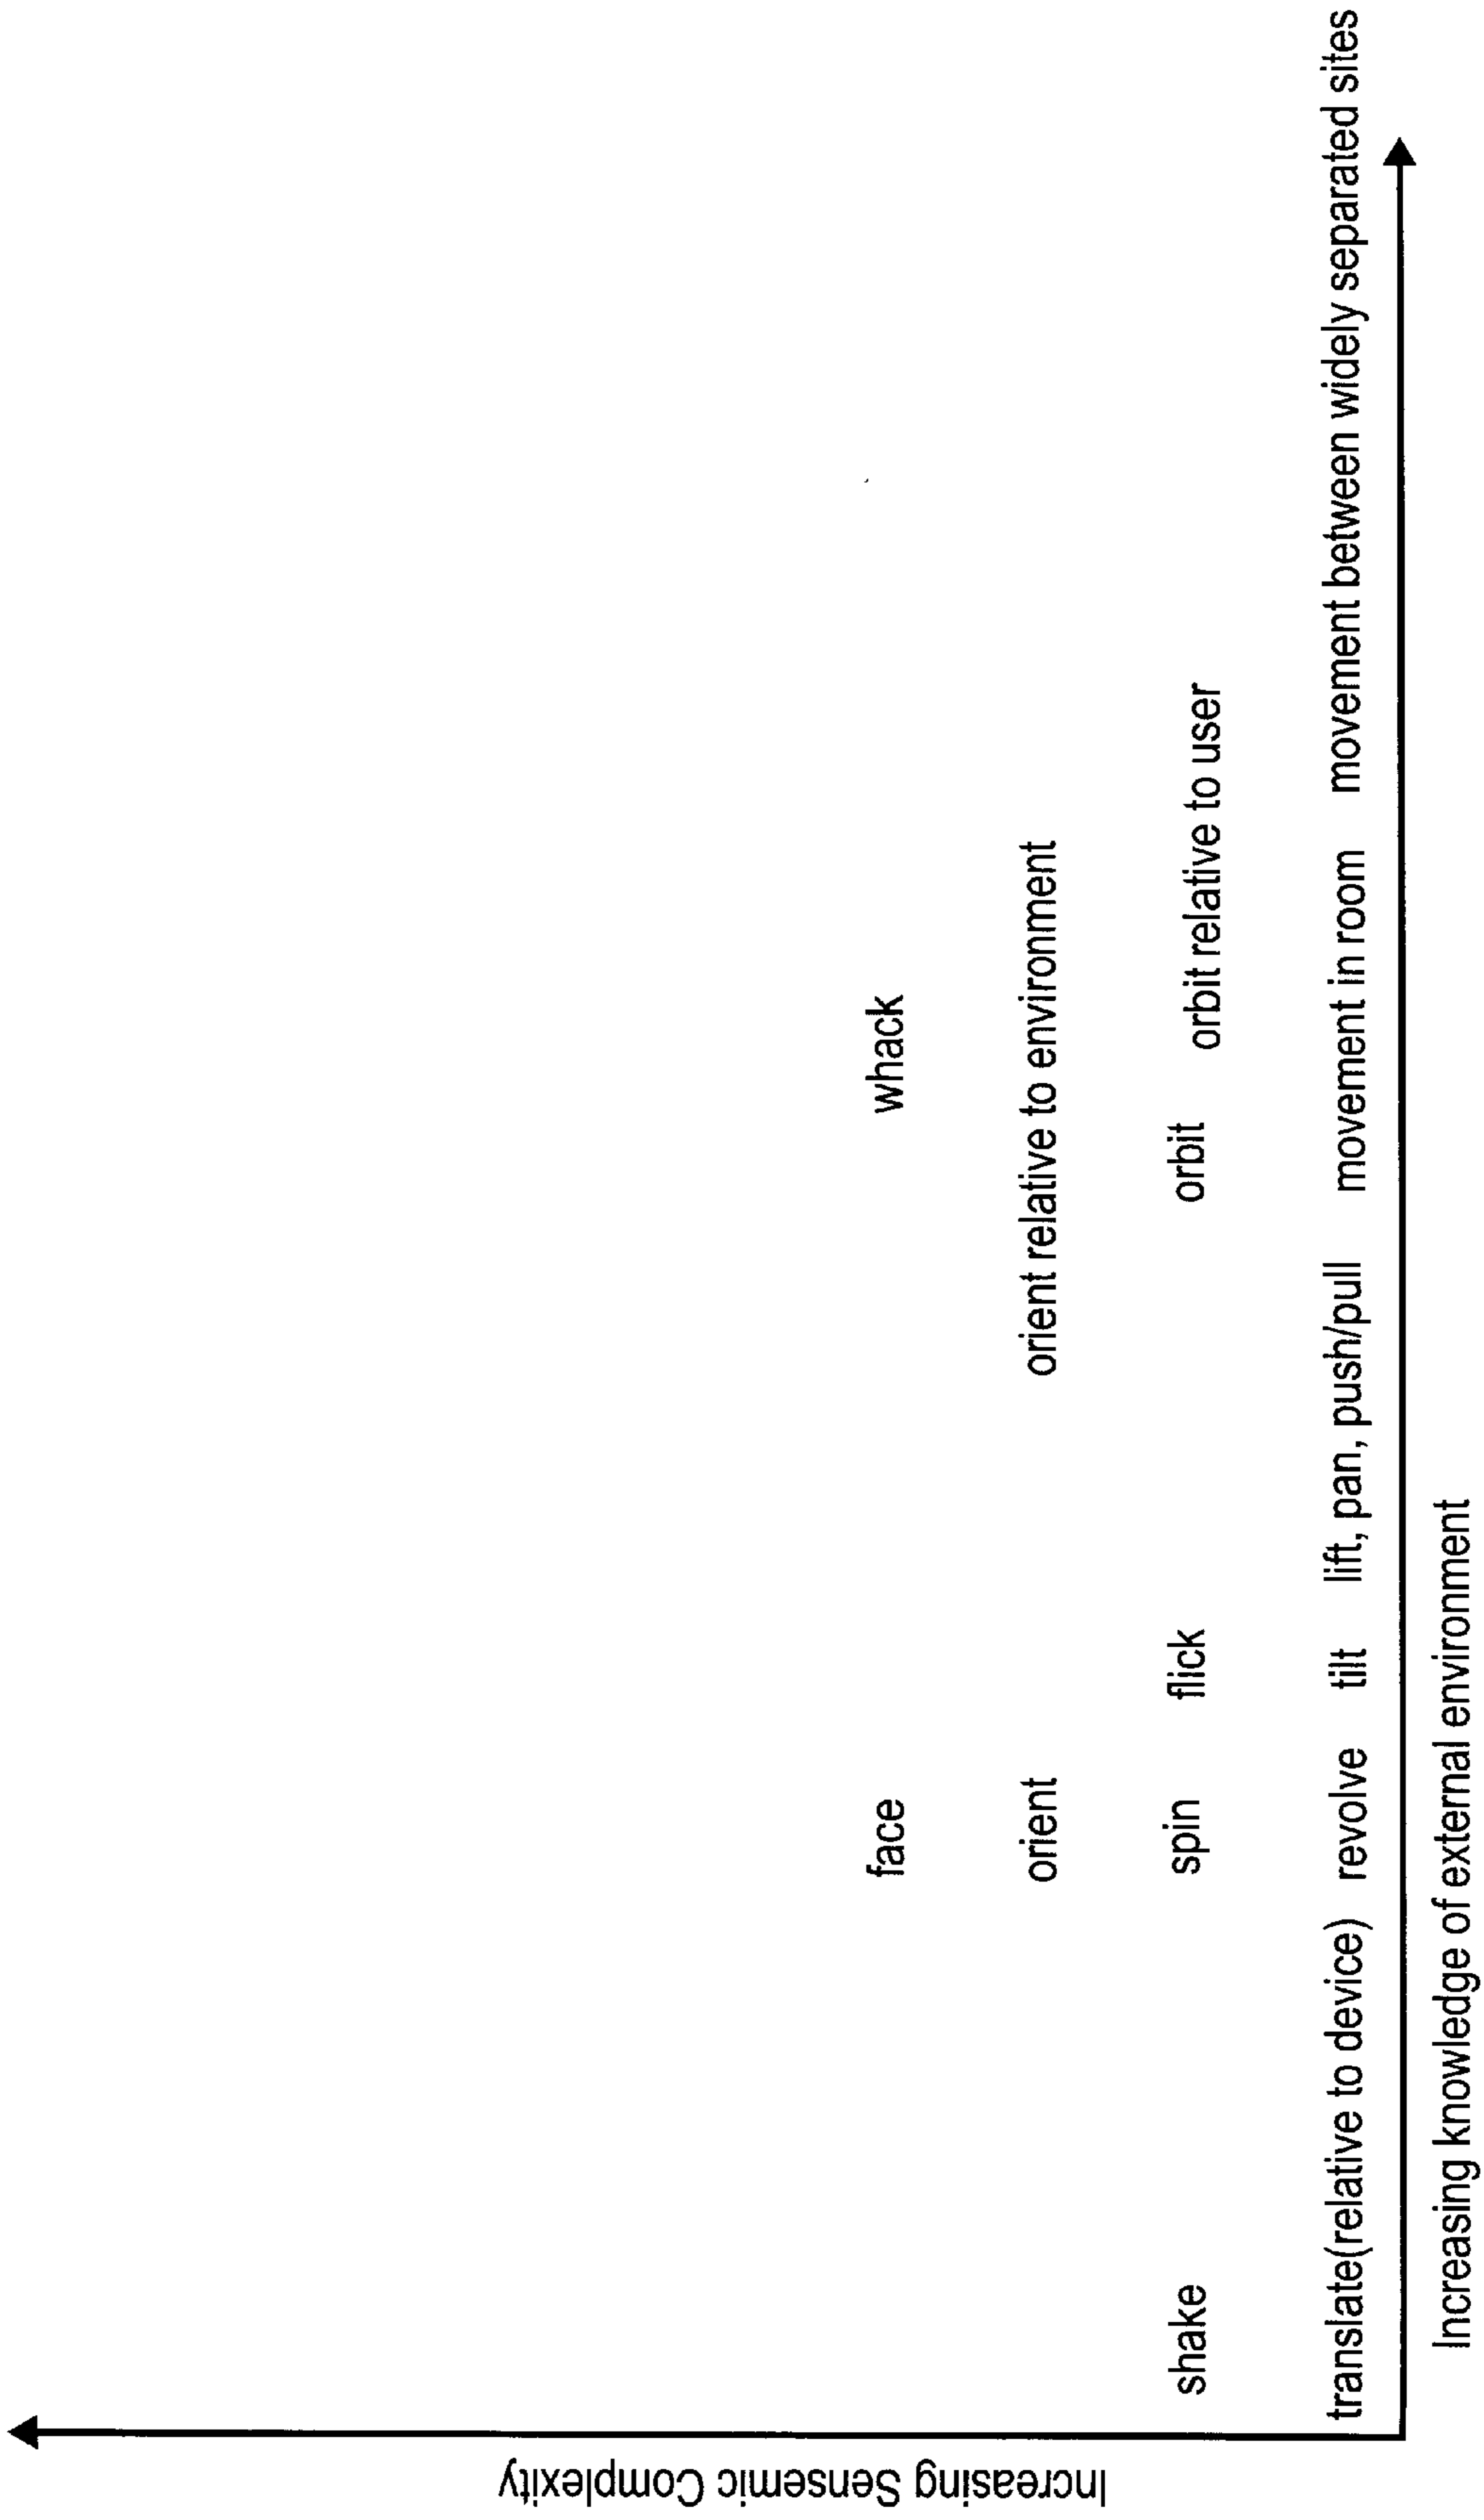 Increasing Sensemic Complexity
face whack
orient orient relative to environment
shake spin flick orbit orbit relative to user
translate(relative to device) revolve tilt lift, pan, push/pull movement in room movement between widely separated sites
Increasing knowledge of external environment